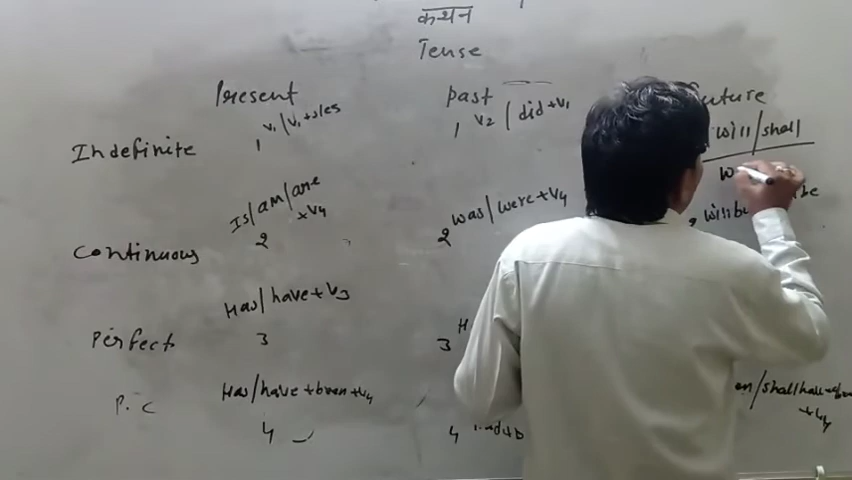 कथन
Tense
Present
Past
Future
Indefinite
1 V1/V1+s/es
1 V2/did+V1
will/shall
Continuous
Is/am/are
+V4
2
2 was/were+V4
Perfect
Has/have+V3
3
3
P.C
Has/have+been+V4
4
4
+V4